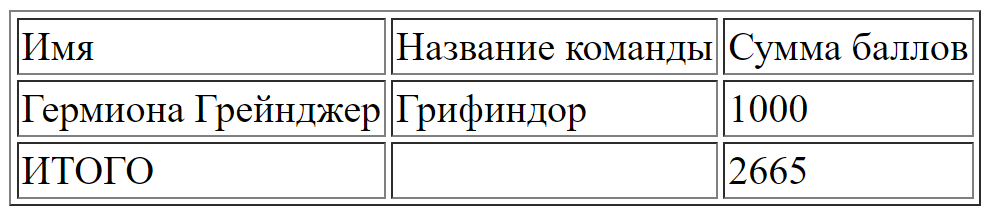 Имя Название команды Сумма баллов
Гермиона Грейнджер Грифиндор 1000
ИТОГО 2665